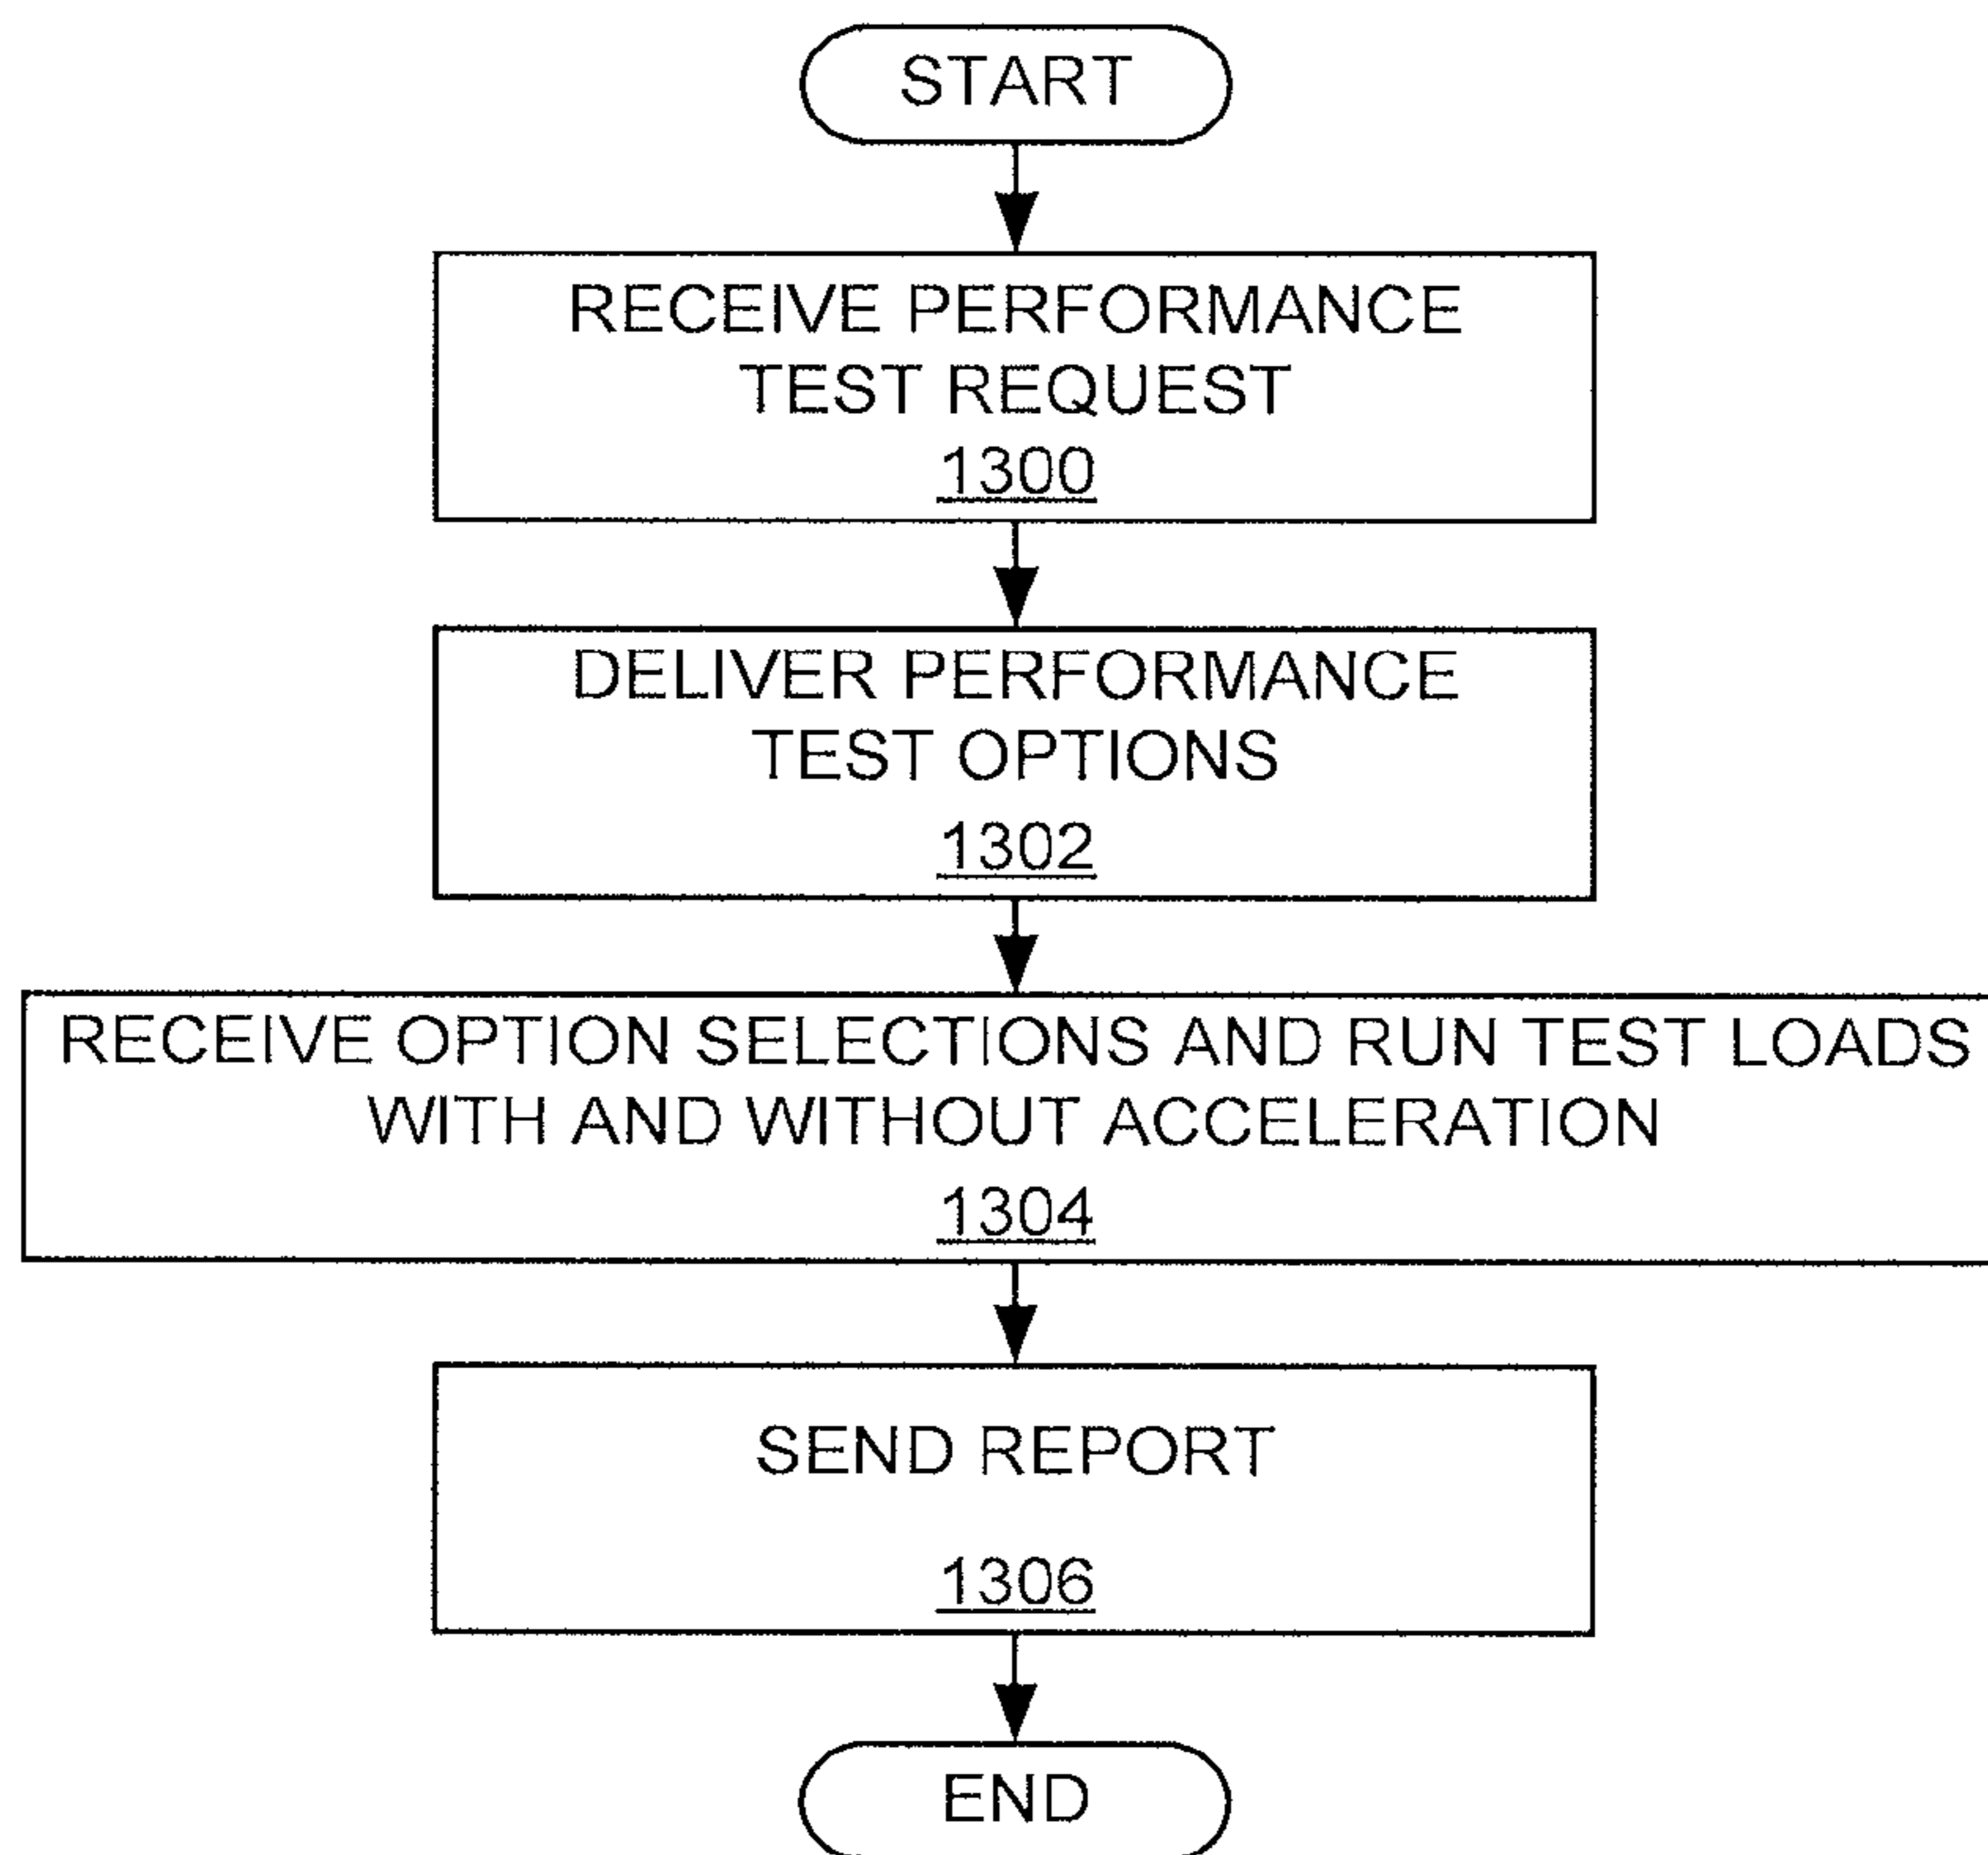 START
RECEIVE PERFORMANCE
TEST REQUEST
1300
DELIVER PERFORMANCE
TEST OPTIONS
1302
RECEIVE OPTION SELECTIONS AND RUN TEST LOADS
WITH AND WITHOUT ACCELERATION
1304
SEND REPORT
1306
END